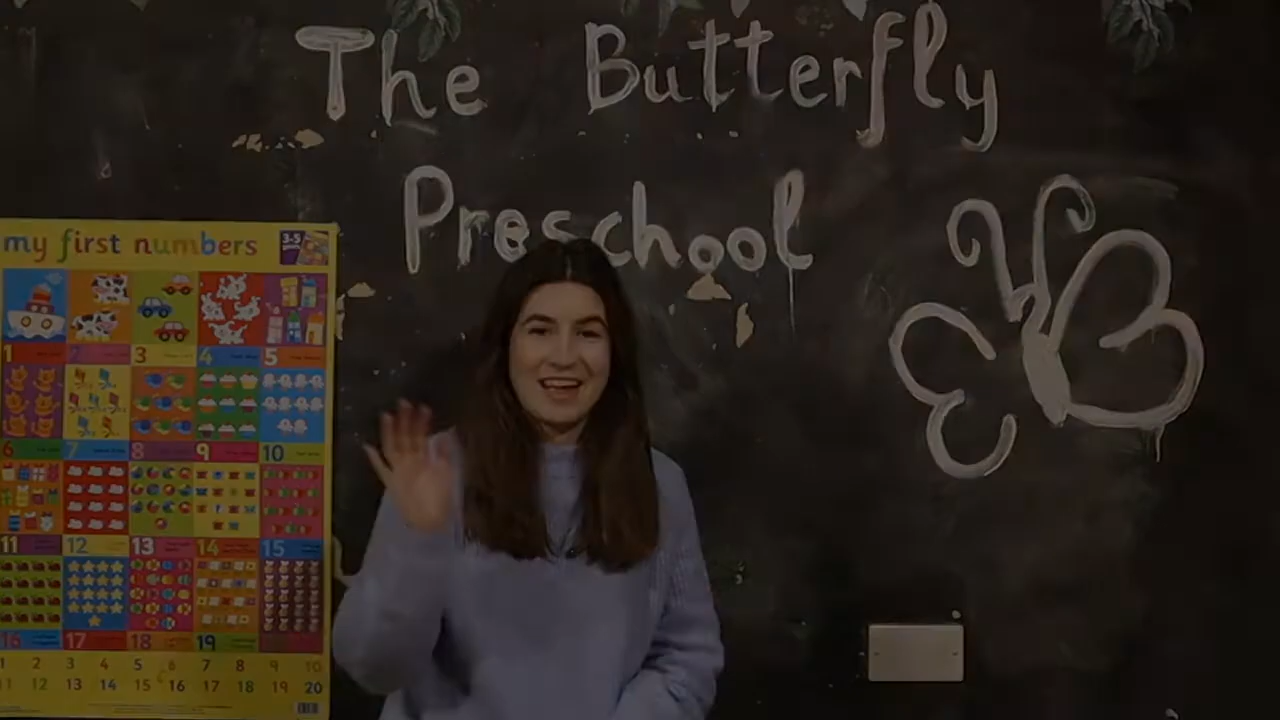 The Butterfly
Preschool
my first numbers
3-5
years
1 2 3 4 5
6 7 8 9 10
11 12 13 14 15
16 17 18 19
1 2 3 4 5 6 7 8 9 10
11 12 13 14 15 16 17 18 19 20